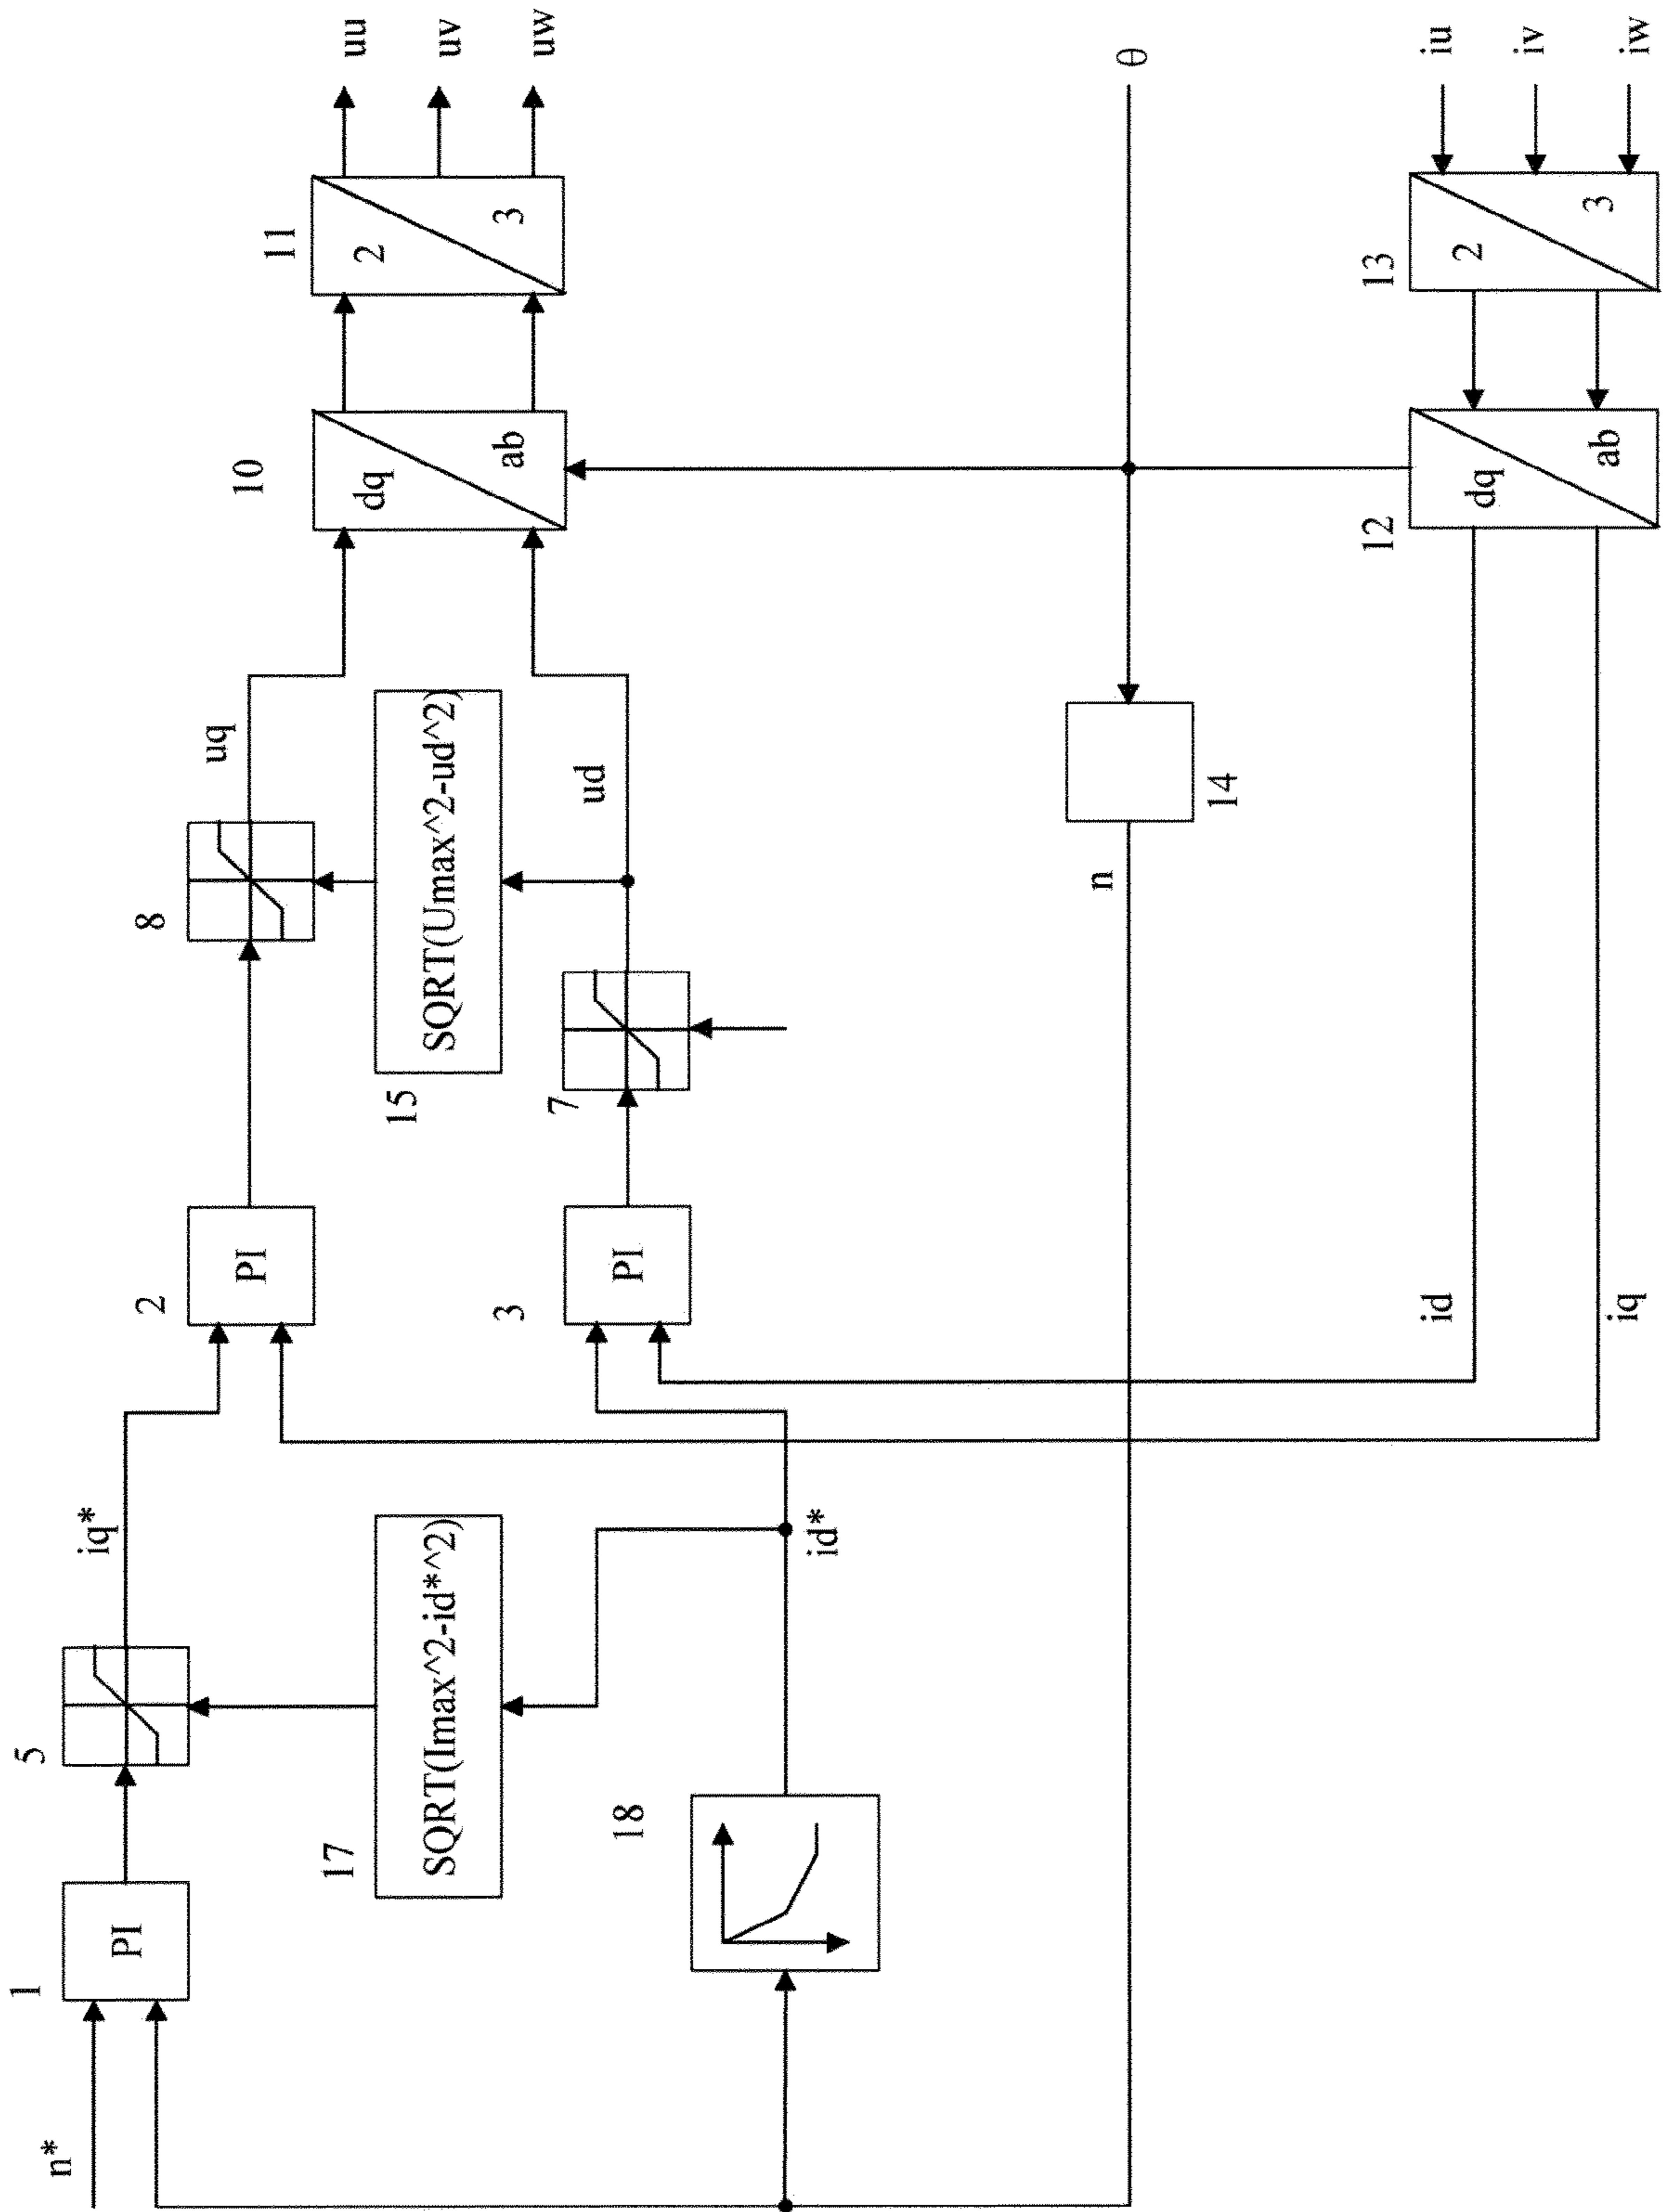 n*
1
PI
5
iq*
17
SQRT(Imax^2-id*^2)
18
id*
2
PI
3
PI
8
uq
15
SQRT(Umax^2-ud^2)
7
ud
10
dq
ab
11
2
3
uu
uv
uw
n
14
θ
id
iq
12
dq
ab
13
2
3
iu
iv
iw